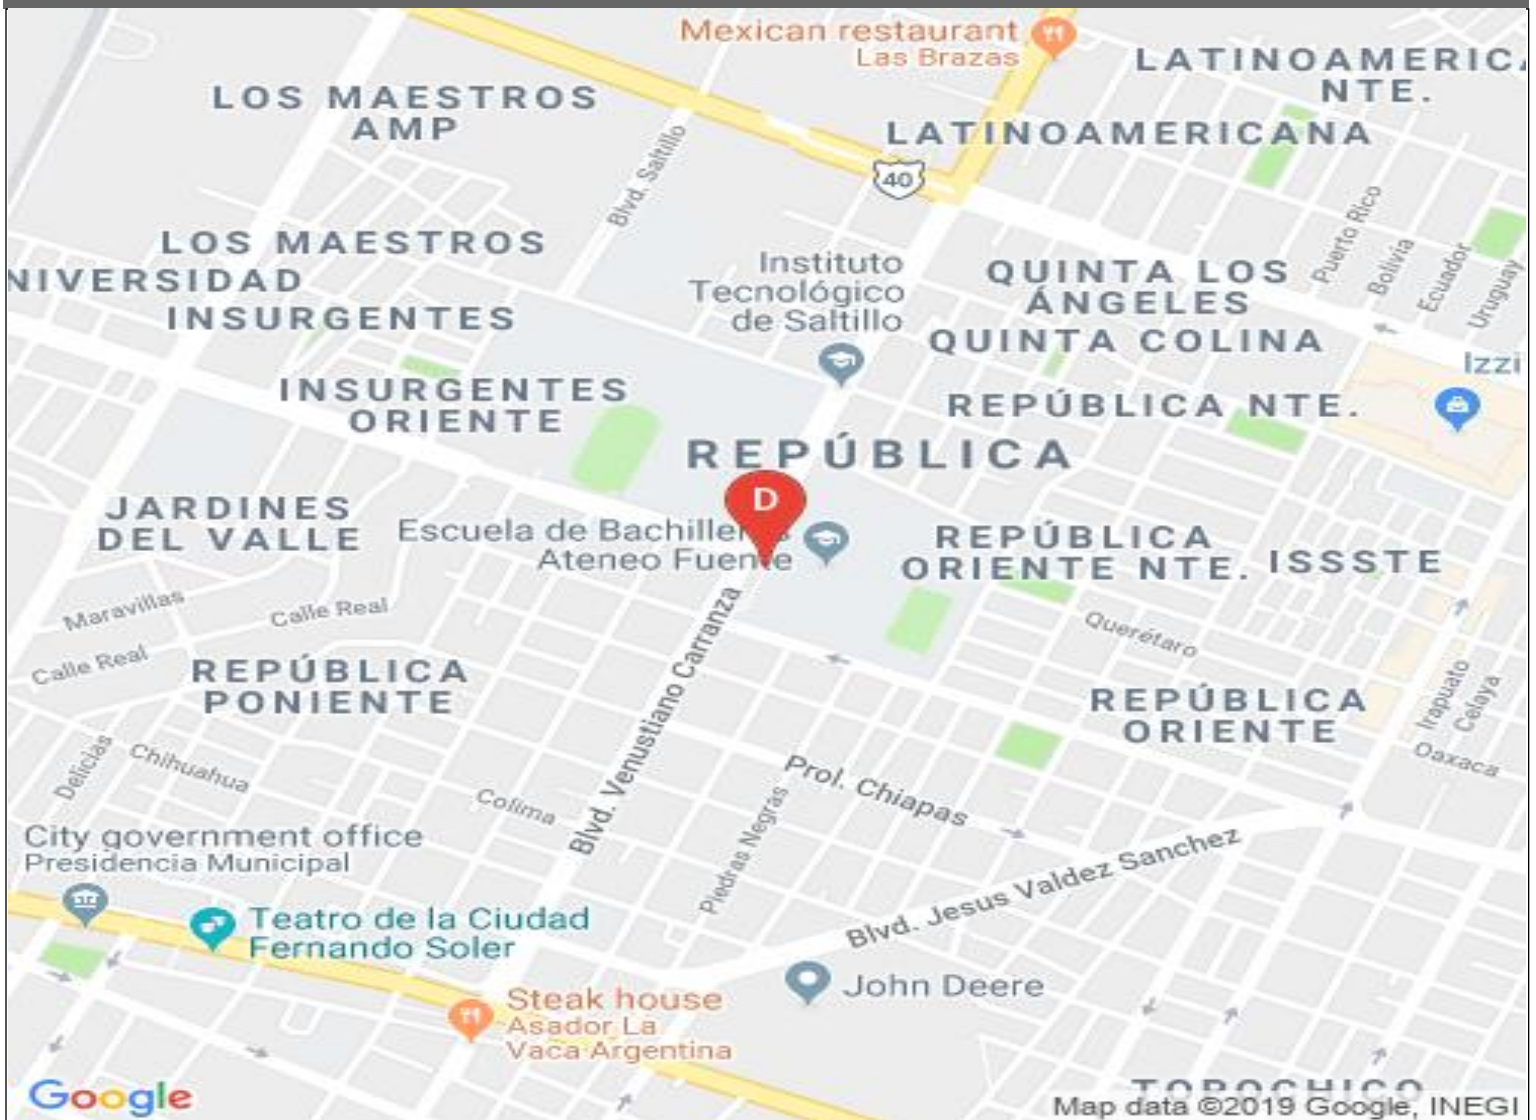 Mexican restaurant
Las Brazas
LATINOAMERICA
NTE.
LOS MAESTROS
AMP
LATINOAMERICANA
40
Blvd. Saltillo
Puerto Rico
Bolivia
Ecuador
Uruguay
LOS MAESTROS
NIVERSIDAD
INSURGENTES
Instituto
Tecnológico
de Saltillo
QUINTA LOS
ÁNGELES
QUINTA COLINA
Izzi
INSURGENTES
ORIENTE
REPÚBLICA NTE.
REPÚBLICA
D
JARDINES
DEL VALLE
Escuela de Bachiller
Ateneo Fuente
REPÚBLICA
ORIENTE NTE.
ISSSTE
Maravillas
Calle Real
Calle Real
Querétaro
REPÚBLICA
PONIENTE
Blvd. Venustiano Carranza
REPÚBLICA
ORIENTE
Irapuato
Celaya
Oaxaca
Delicias
Chihuahua
Colima
Prol. Chiapas
Piedras Negras
City government office
Presidencia Municipal
Blvd. Jesus Valdez Sanchez
Teatro de la Ciudad
Fernando Soler
John Deere
Steak house
Asador La
Vaca Argentina
TOPOCHICO
Google
Map data ©2019 Google, INEGI